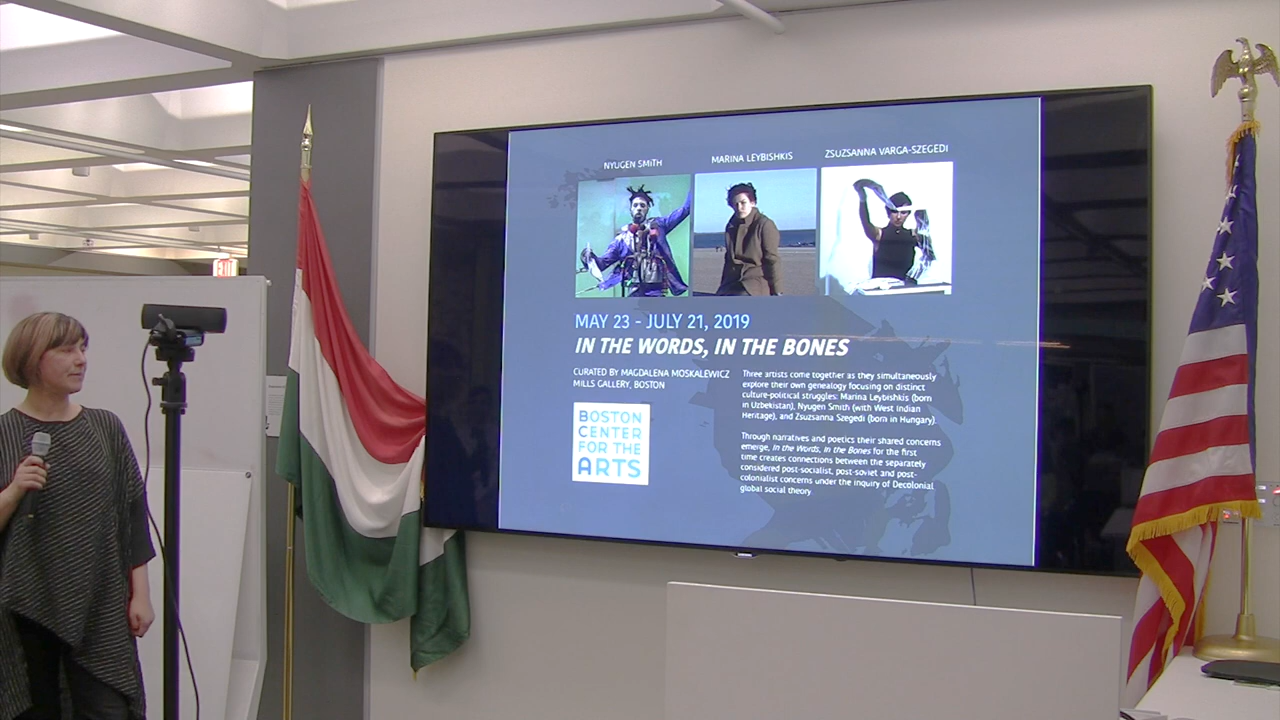 EXIT
NYUGEN SMiTH
MARINA LEYBISHKIS
ZSUZSANNA VARGA-SZEGEDI
MAY 23 - JULY 21, 2019
IN THE WORDS, IN THE BONES
CURATED BY MAGDALENA MOSKALEWICZ
MILLS GALLERY, BOSTON
BOSTON
CENTER
FOR THE
ARTS
Three artists come together as they simultaneously
explore their own genealogy focusing on distinct
culture-political struggles: Marina Leybishkis (born
in Uzbekistan), Nyugen Smith (with West Indian
Heritage), and Zsuzsanna Szegedi (born in Hungary).
Through narratives and poetics their shared concerns
emerge, In the Words, In the Bones for the first
time creates connections between the separately
considered post-socialist, post-soviet and post-
colonialist concerns under the inquiry of Decolonial
global social theory.
SAMSUNG